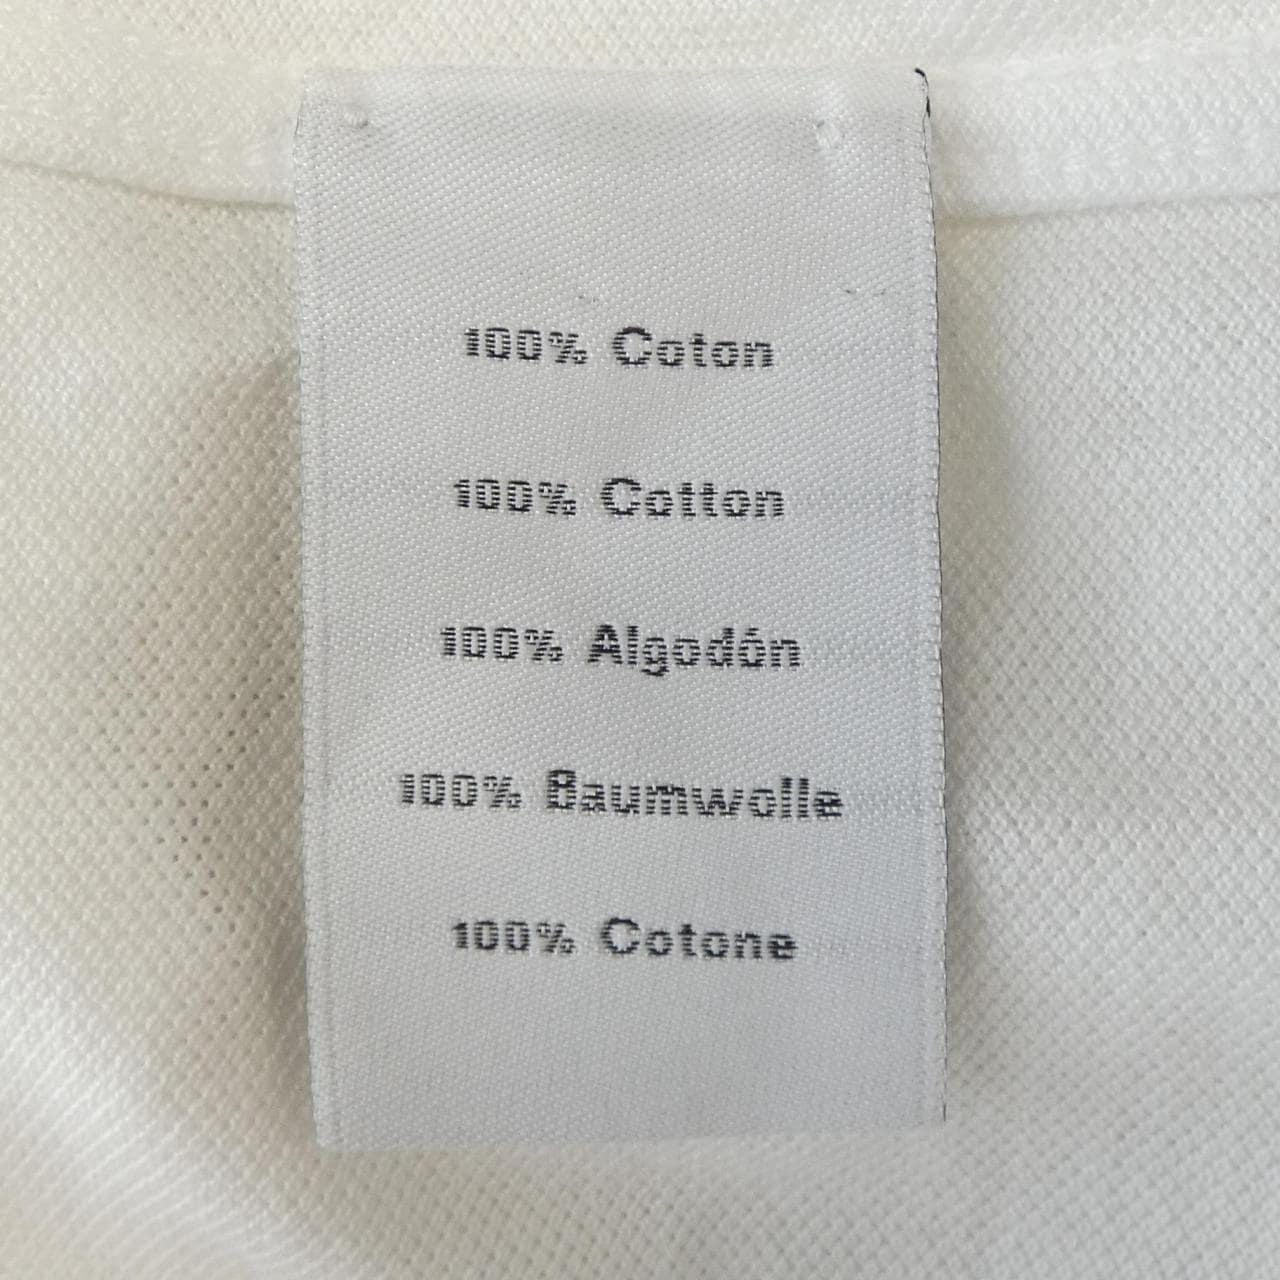 100% Coton
100% Cotton
100% Algodón
100% Baumwolle
100% Cotone